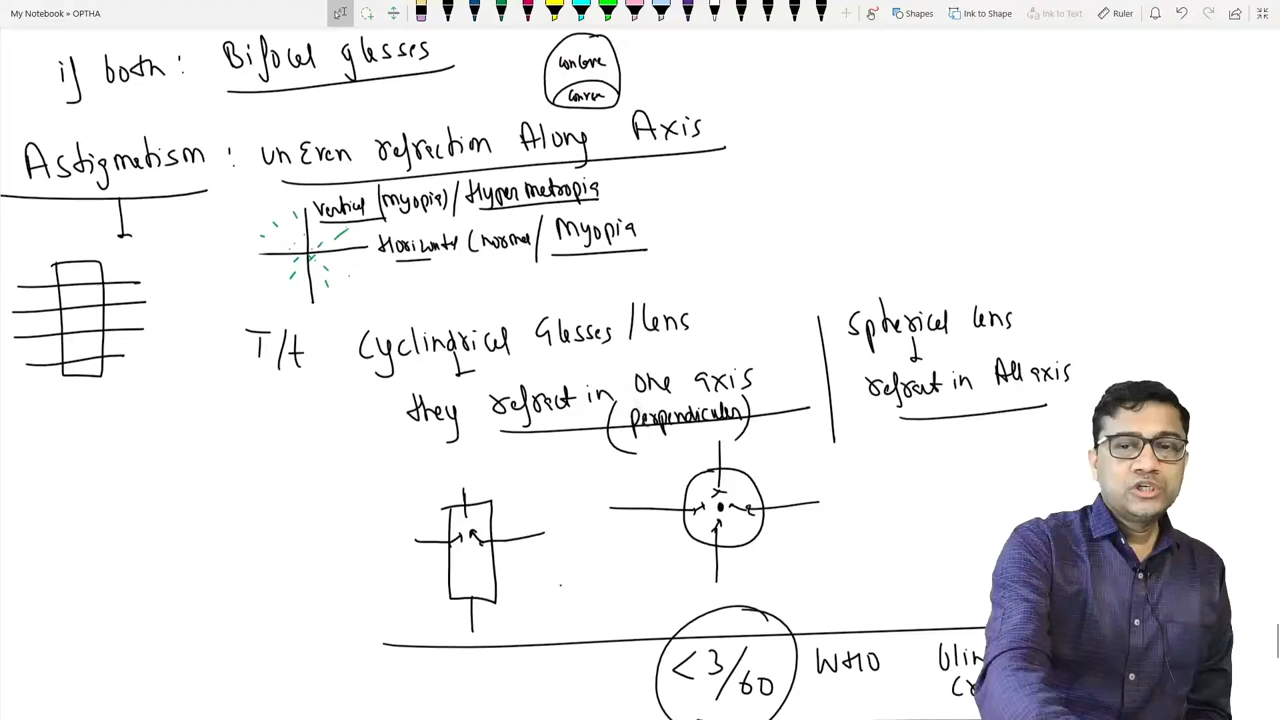 My Notebook » OPTHA
Shapes Ink to Shape Ink to Text Ruler
if both : Bifocal glasses
concave
convex
Astigmatism : unEven refraction Along Axis
Vertical (myopia) / Hypermetropia
Horizontal (normal / Myopia
T/t Cyclindrical Glasses / lens
they refract in one axis
(perpendicular)
Spherical lens
refract in All axis
< 3/60 WHO